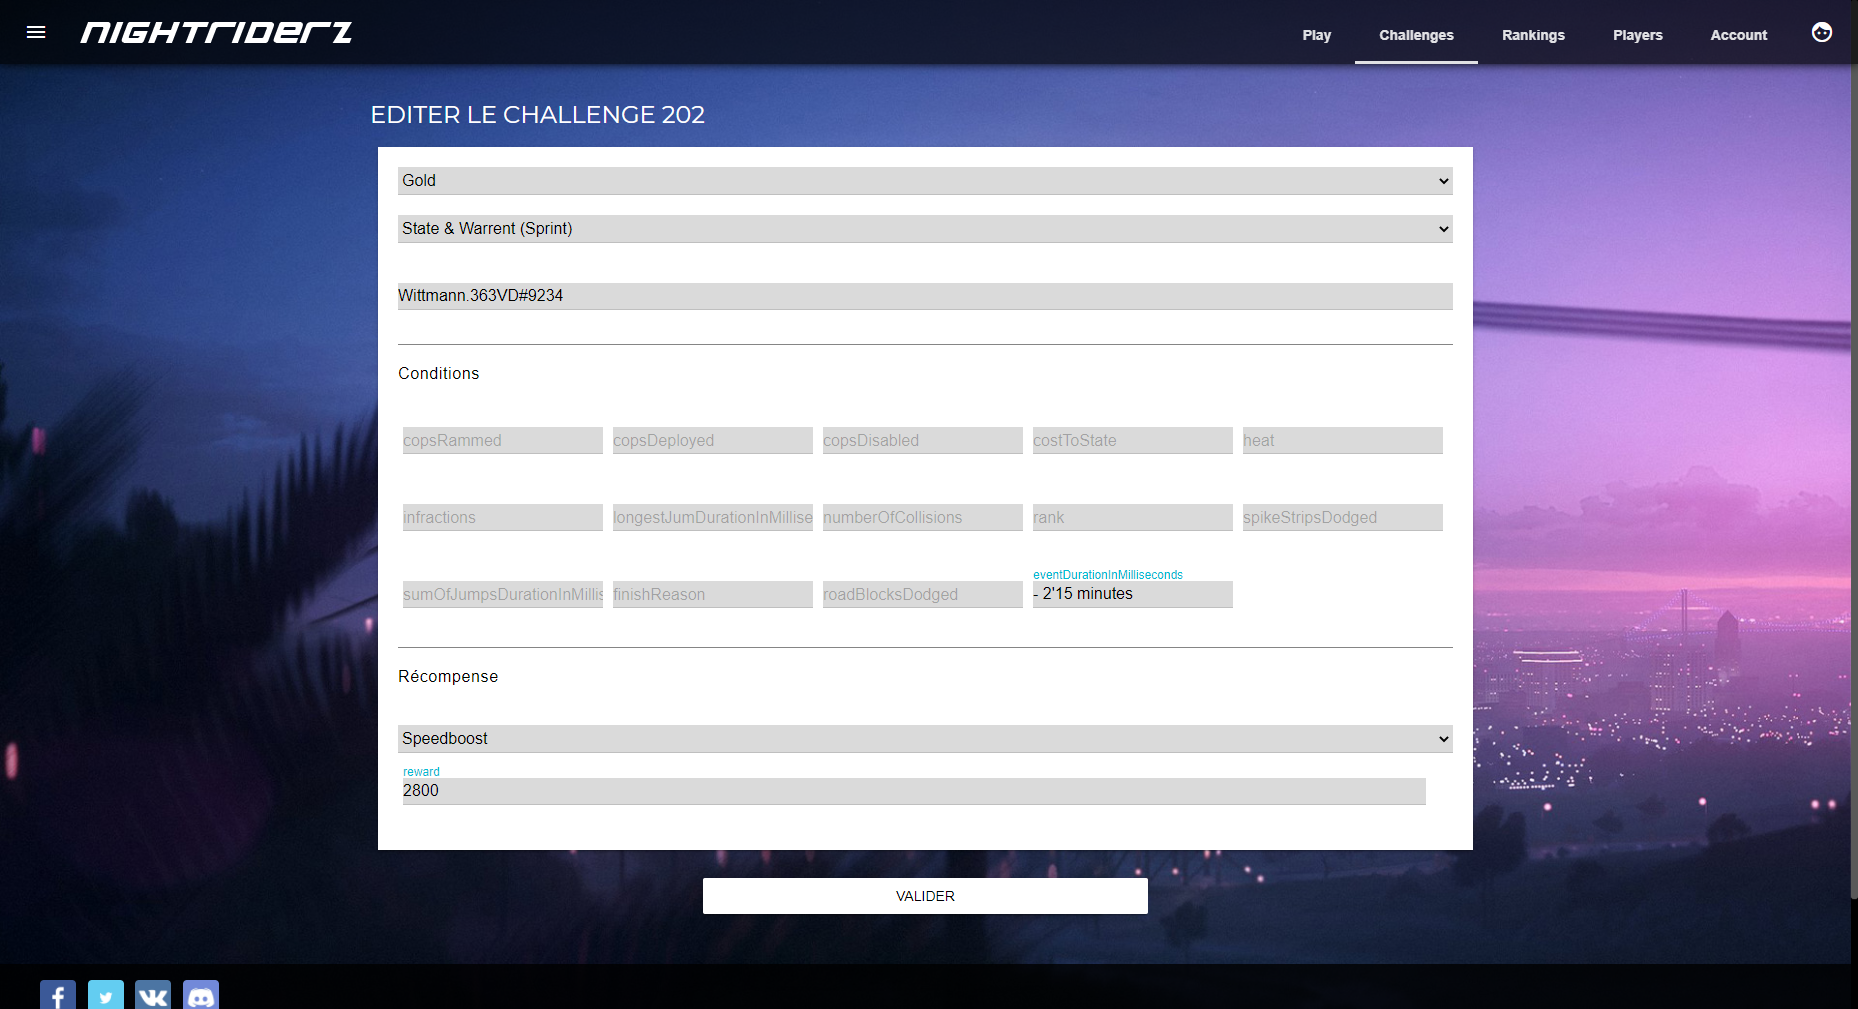 NIGHTRIDERZ
Play Challenges Rankings Players Account
EDITER LE CHALLENGE 202
Gold
State & Warrent (Sprint)
Wittmann.363VD#9234
Conditions
copsRammed copsDeployed copsDisabled costToState heat
infractions longestJumDurationInMillise numberOfCollisions rank spikeStripsDodged
eventDurationInMilliseconds
sumOfJumpsDurationInMillis finishReason roadBlocksDodged - 2'15 minutes
Récompense
Speedboost
reward
2800
VALIDER